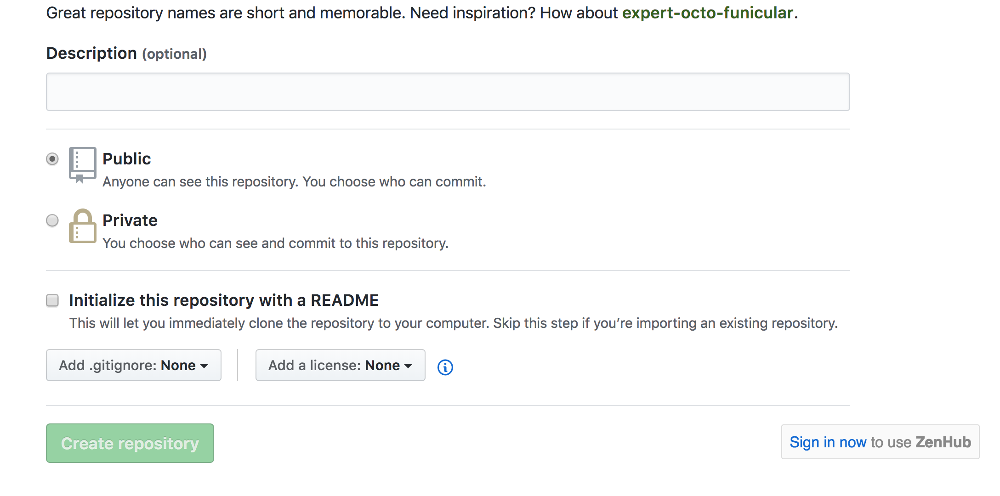 Great repository names are short and memorable. Need inspiration? How about expert-octo-funicular.
Description (optional)
Public
Anyone can see this repository. You choose who can commit.
Private
You choose who can see and commit to this repository.
Initialize this repository with a README
This will let you immediately clone the repository to your computer. Skip this step if you’re importing an existing repository.
Add .gitignore: None
Add a license: None
Create repository
Sign in now to use ZenHub